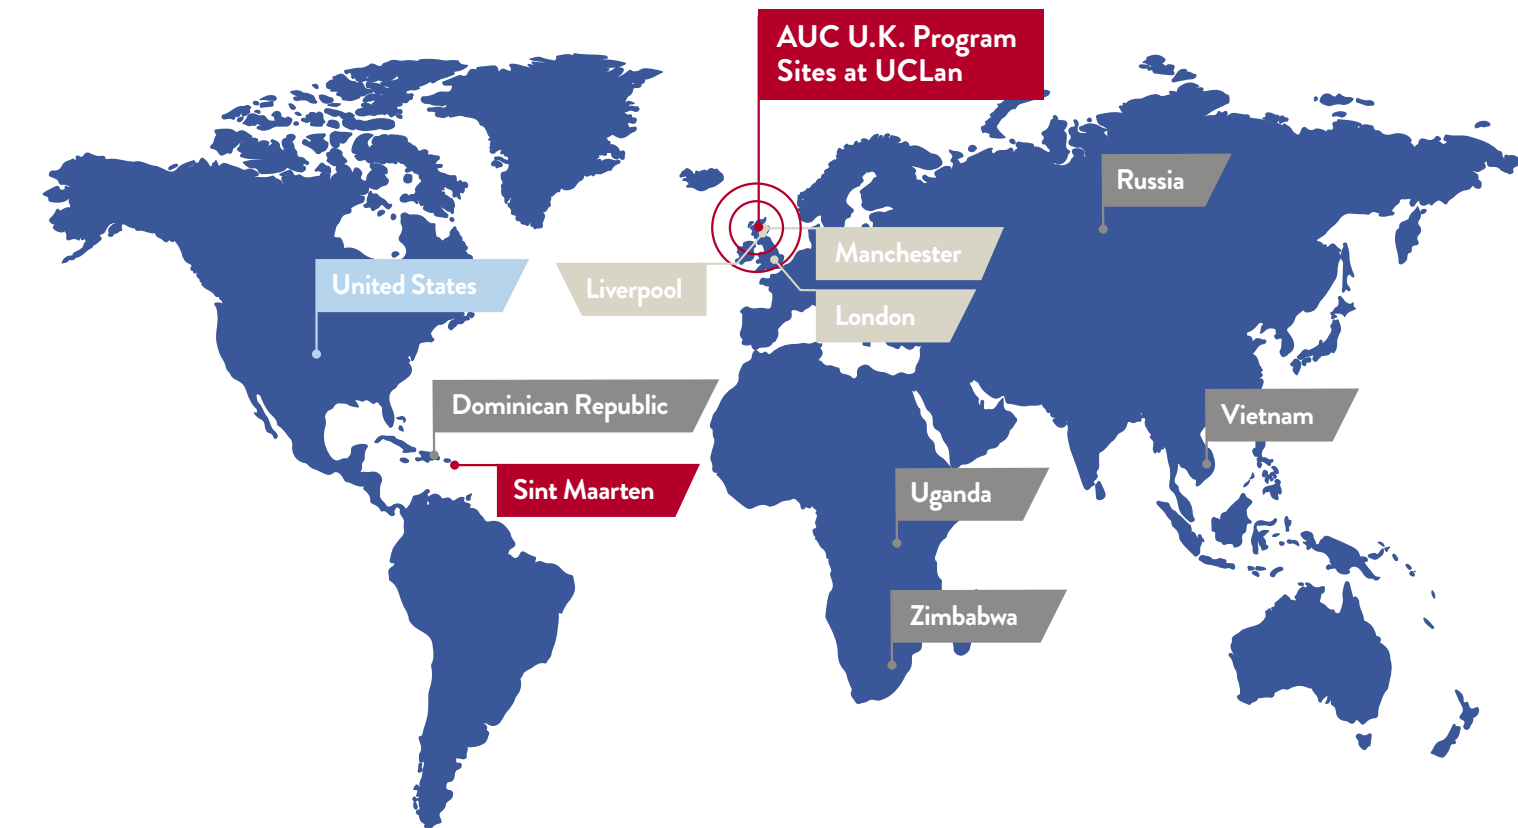 AUC U.K. Program
Sites at UCLan
Russia
Manchester
United States
Liverpool
London
Dominican Republic
Vietnam
Sint Maarten
Uganda
Zimbabwa